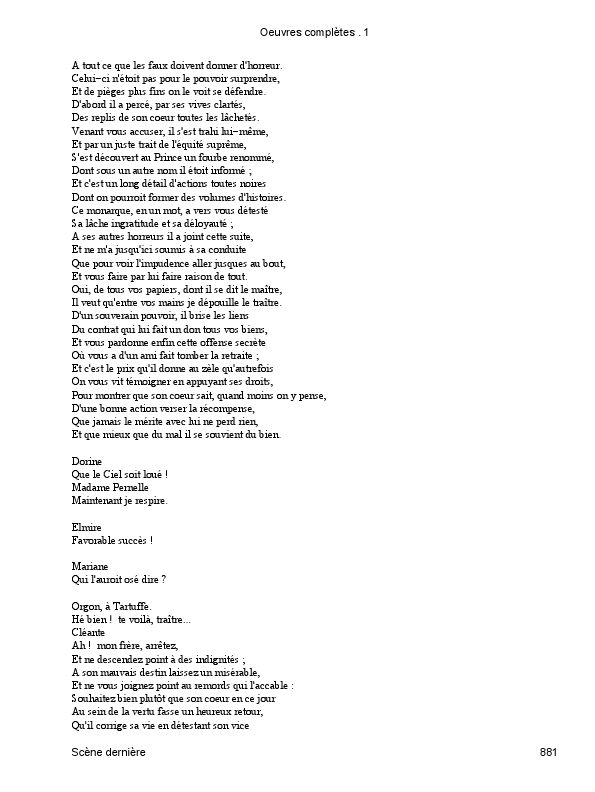 Oeuvres complètes . 1
A tout ce que les faux doivent donner d'horreur.
Celui−ci n'étoit pas pour le pouvoir surprendre,
Et de pièges plus fins on le voit se défendre.
D'abord il a percé, par ses vives clartés,
Des replis de son coeur toutes les lâchetés.
Venant vous accuser, il s'est trahi lui−même,
Et par un juste trait de l'équité suprême,
S'est découvert au Prince un fourbe renommé,
Dont sous un autre nom il étoit informé ;
Et c'est un long détail d'actions toutes noires
Dont on pourroit former des volumes d'histoires.
Ce monarque, en un mot, a vers vous détesté
Sa lâche ingratitude et sa déloyauté ;
A ses autres horreurs il a joint cette suite,
Et ne m'a jusqu'ici soumis à sa conduite
Que pour voir l'impudence aller jusques au bout,
Et vous faire par lui faire raison de tout.
Oui, de tous vos papiers, dont il se dit le maître,
Il veut qu'entre vos mains je dépouille le traître.
D'un souverain pouvoir, il brise les liens
Du contrat qui lui fait un don tous vos biens,
Et vous pardonne enfin cette offense secrète
Où vous a d'un ami fait tomber la retraite ;
Et c'est le prix qu'il donne au zèle qu'autrefois
On vous vit témoigner en appuyant ses droits,
Pour montrer que son coeur sait, quand moins on y pense,
D'une bonne action verser la récompense,
Que jamais le mérite avec lui ne perd rien,
Et que mieux que du mal il se souvient du bien.
Dorine
Que le Ciel soit loué !
Madame Pernelle
Maintenant je respire.
Elmire
Favorable succès !
Mariane
Qui l'auroit osé dire ?
Orgon, à Tartuffe.
Hé bien !  te voilà, traître...
Cléante
Ah !  mon frère, arrêtez,
Et ne descendez point à des indignités ;
A son mauvais destin laissez un misérable,
Et ne vous joignez point au remords qui l'accable :
Souhaitez bien plutôt que son coeur en ce jour
Au sein de la vertu fasse un heureux retour,
Qu'il corrige sa vie en détestant son vice
Scène dernière 881